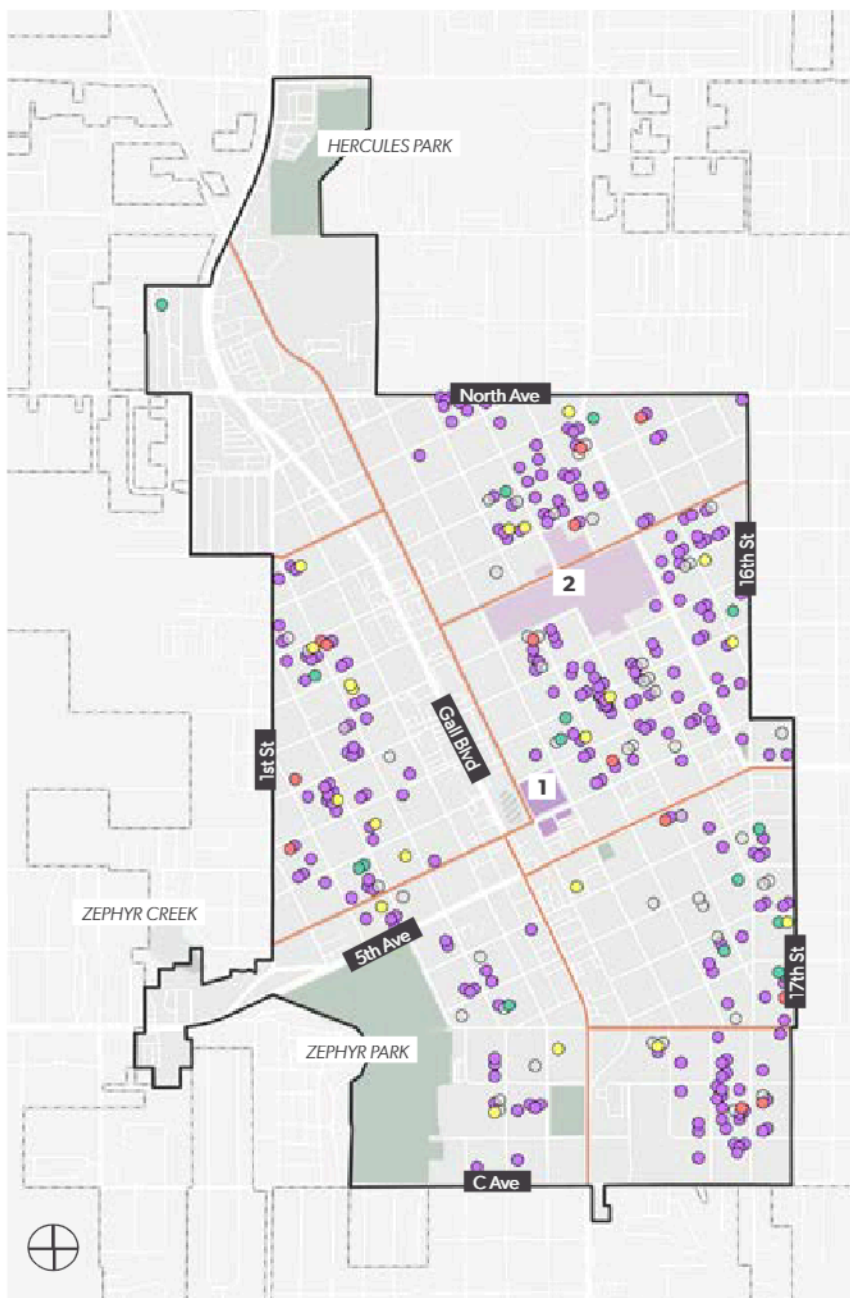 HERCULES PARK
North Ave
2
16th St
Gall Blvd
1st St
1
ZEPHYR CREEK
5th Ave
17th St
ZEPHYR PARK
C Ave